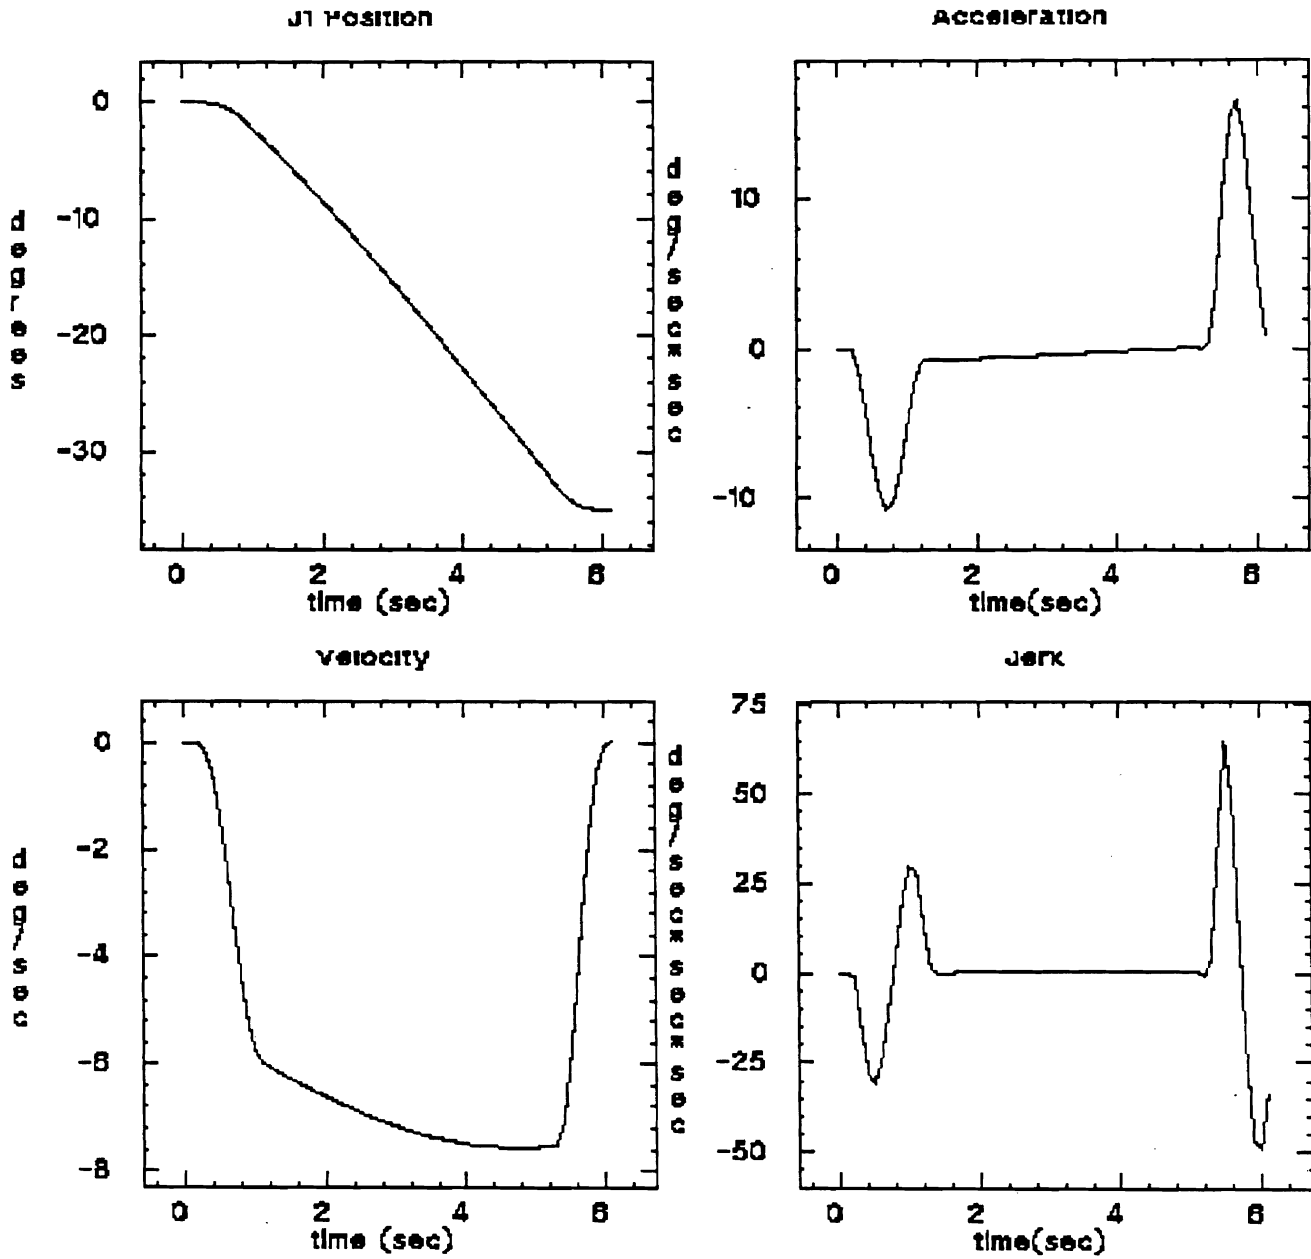 J1 Position
0
-10
-20
-30
degrees
0 2 4 6
time (sec)
Acceleration
10
0
-10
deg/sec*sec
0 2 4 6
time(sec)
Velocity
0
-2
-4
-6
-8
deg/sec
0 2 4 6
time (sec)
Jerk
75
50
25
0
-25
-50
deg/sec*sec*sec
0 2 4 6
time(sec)